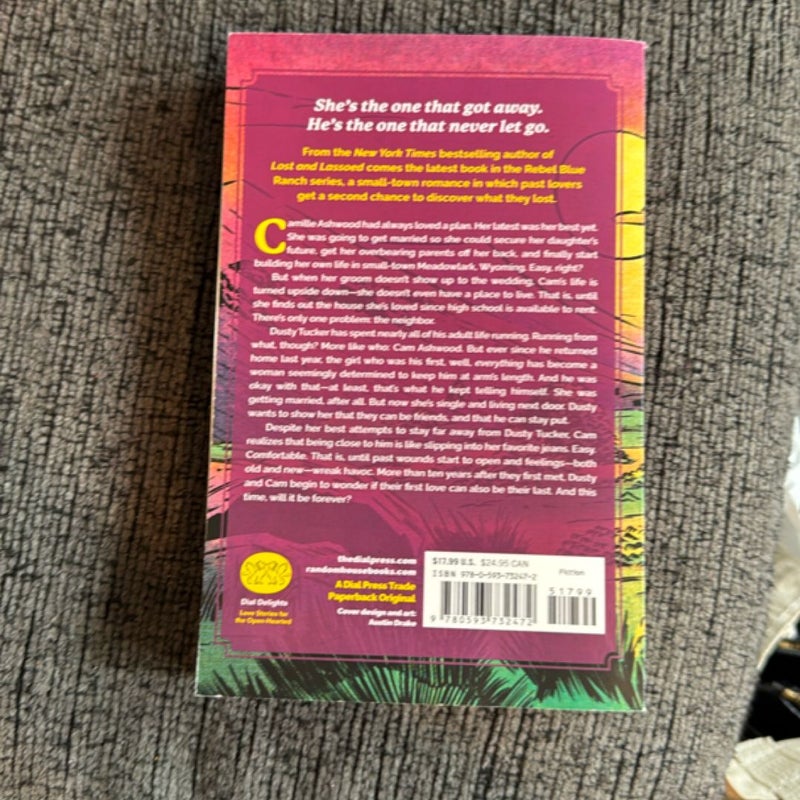 She's the one that got away.
He's the one that never let go.
From the New York Times bestselling author of
Lost and Lassoed comes the latest book in the Rebel Blue
Ranch series, a small-town romance in which past lovers
get a second chance to discover what they lost.
Camille Ashwood had always loved a plan. Her latest was her best yet.
She was going to get married so she could secure her daughter's
future, get her overbearing parents off her back, and finally start
building her own life in small-town Meadowlark, Wyoming. Easy, right?
But when her groom doesn't show up to the wedding, Cam's life is
turned upside down—she doesn't even have a place to live. That is, until
she finds out the house she's loved since high school is available to rent.
There's only one problem: the neighbor.
Dusty Tucker has spent nearly all of his adult life running. Running from
what, though? More like who: Cam Ashwood. But ever since he returned
home last year, the girl who was his first, well, everything has become a
woman seemingly determined to keep him at arm's length. And he was
okay with that—at least, that's what he kept telling himself. She was
getting married, after all. But now she's single and living next door. Dusty
wants to show her that they can be friends, and that he can stay put.
Despite her best attempts to stay far away from Dusty Tucker, Cam
realizes that being close to him is like slipping into her favorite jeans. Easy.
Comfortable. That is, until past wounds start to open and feelings—both
old and new—wreak havoc. More than ten years after they first met, Dusty
and Cam begin to wonder if their first love can also be their last. And this
time, will it be forever?
Dial Delights
Love Stories for
the Open-Hearted
thedialpress.com
randomhousebooks.com
A Dial Press Trade
Paperback Original
Cover design and art:
Austin Drake
$17.99 U.S. $24.95 CAN
Fiction
ISBN 978-0-593-73247-2
51799
9 780593 732472